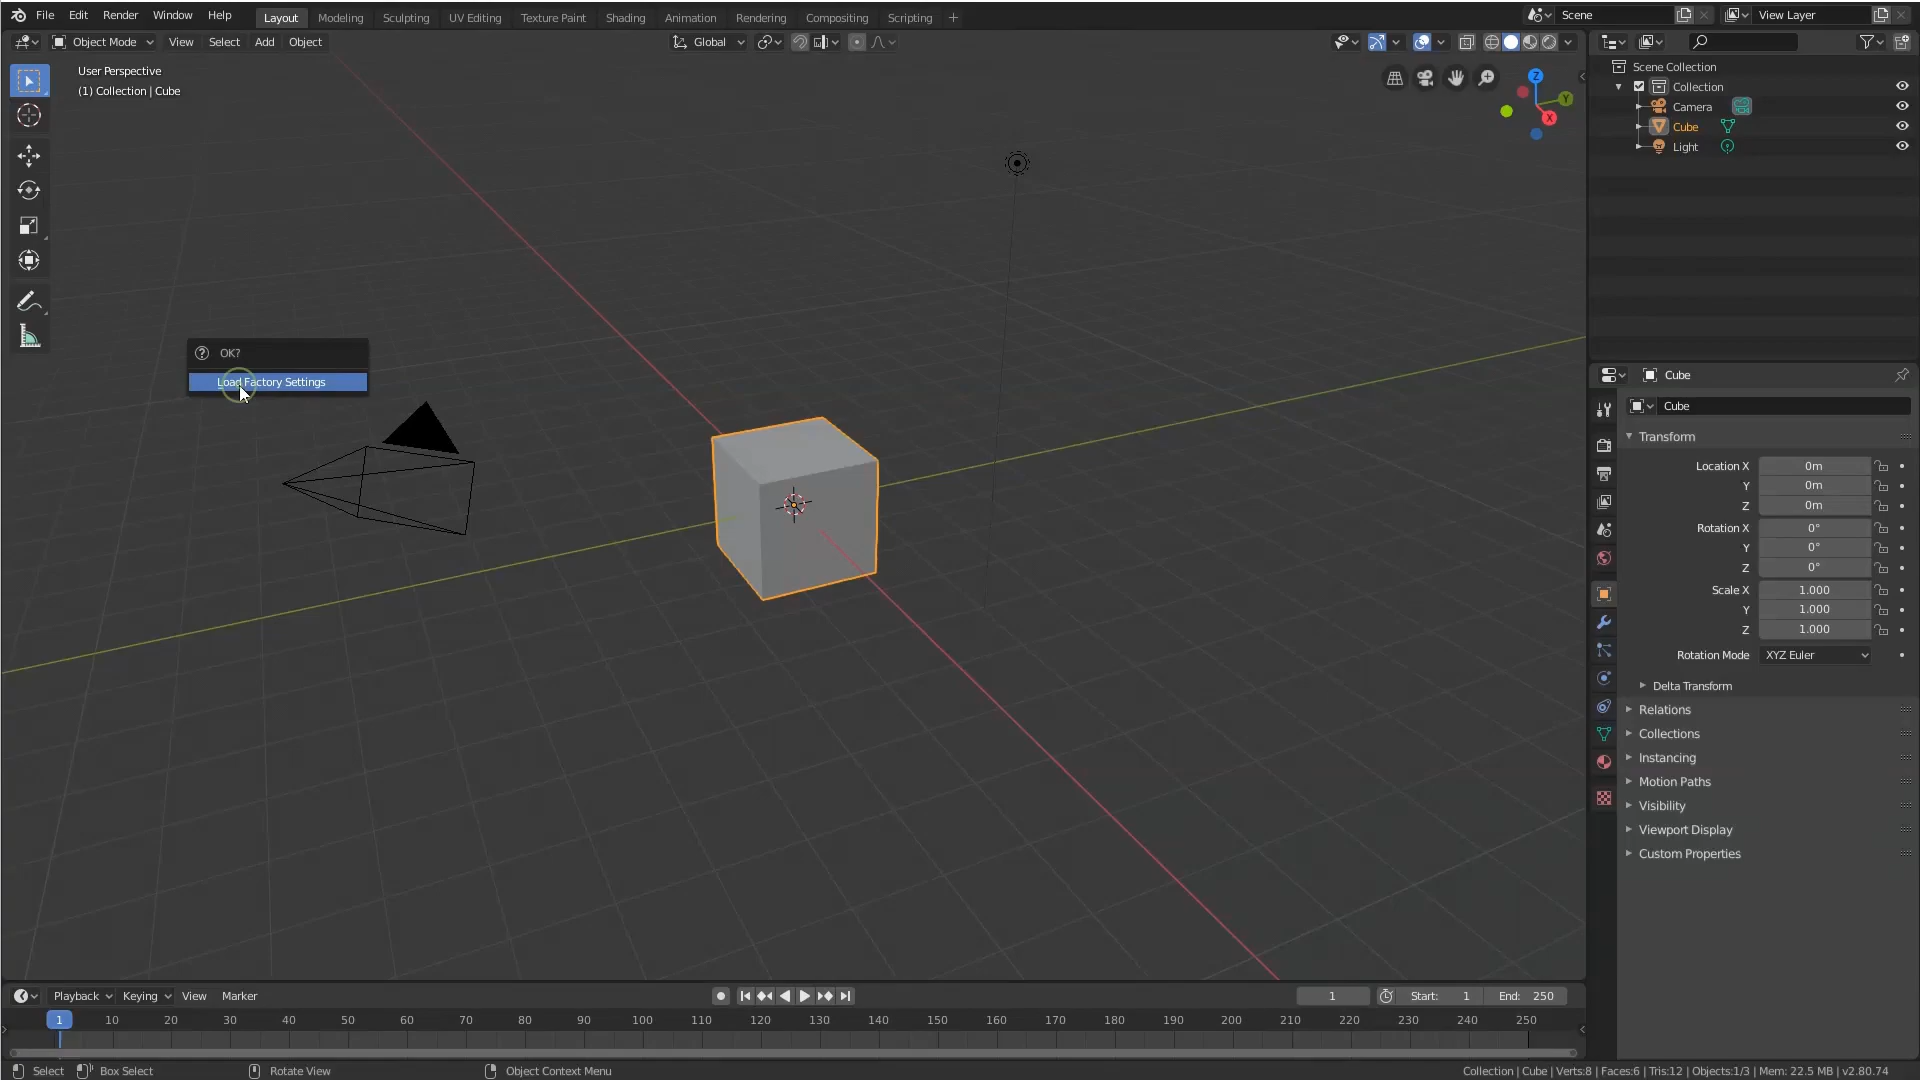 File Edit Render Window Help Layout Modeling Sculpting UV Editing Texture Paint Shading Animation Rendering Compositing Scripting + Scene View Layer
Object Mode View Select Add Object Global
User Perspective
(1) Collection | Cube
Z
Y
X
OK?
Load Factory Settings
Scene Collection
Collection
Camera
Cube
Light
Cube
Cube
Transform
Location X 0m
Y 0m
Z 0m
Rotation X 0°
Y 0°
Z 0°
Scale X 1.000
Y 1.000
Z 1.000
Rotation Mode XYZ Euler
Delta Transform
Relations
Collections
Instancing
Motion Paths
Visibility
Viewport Display
Custom Properties
Playback Keying View Marker 1 Start: 1 End: 250
1 10 20 30 40 50 60 70 80 90 100 110 120 130 140 150 160 170 180 190 200 210 220 230 240 250
Select Box Select Rotate View Object Context Menu Collection | Cube | Verts:8 | Faces:6 | Tris:12 | Objects:1/3 | Mem: 22.5 MB | v2.80.74